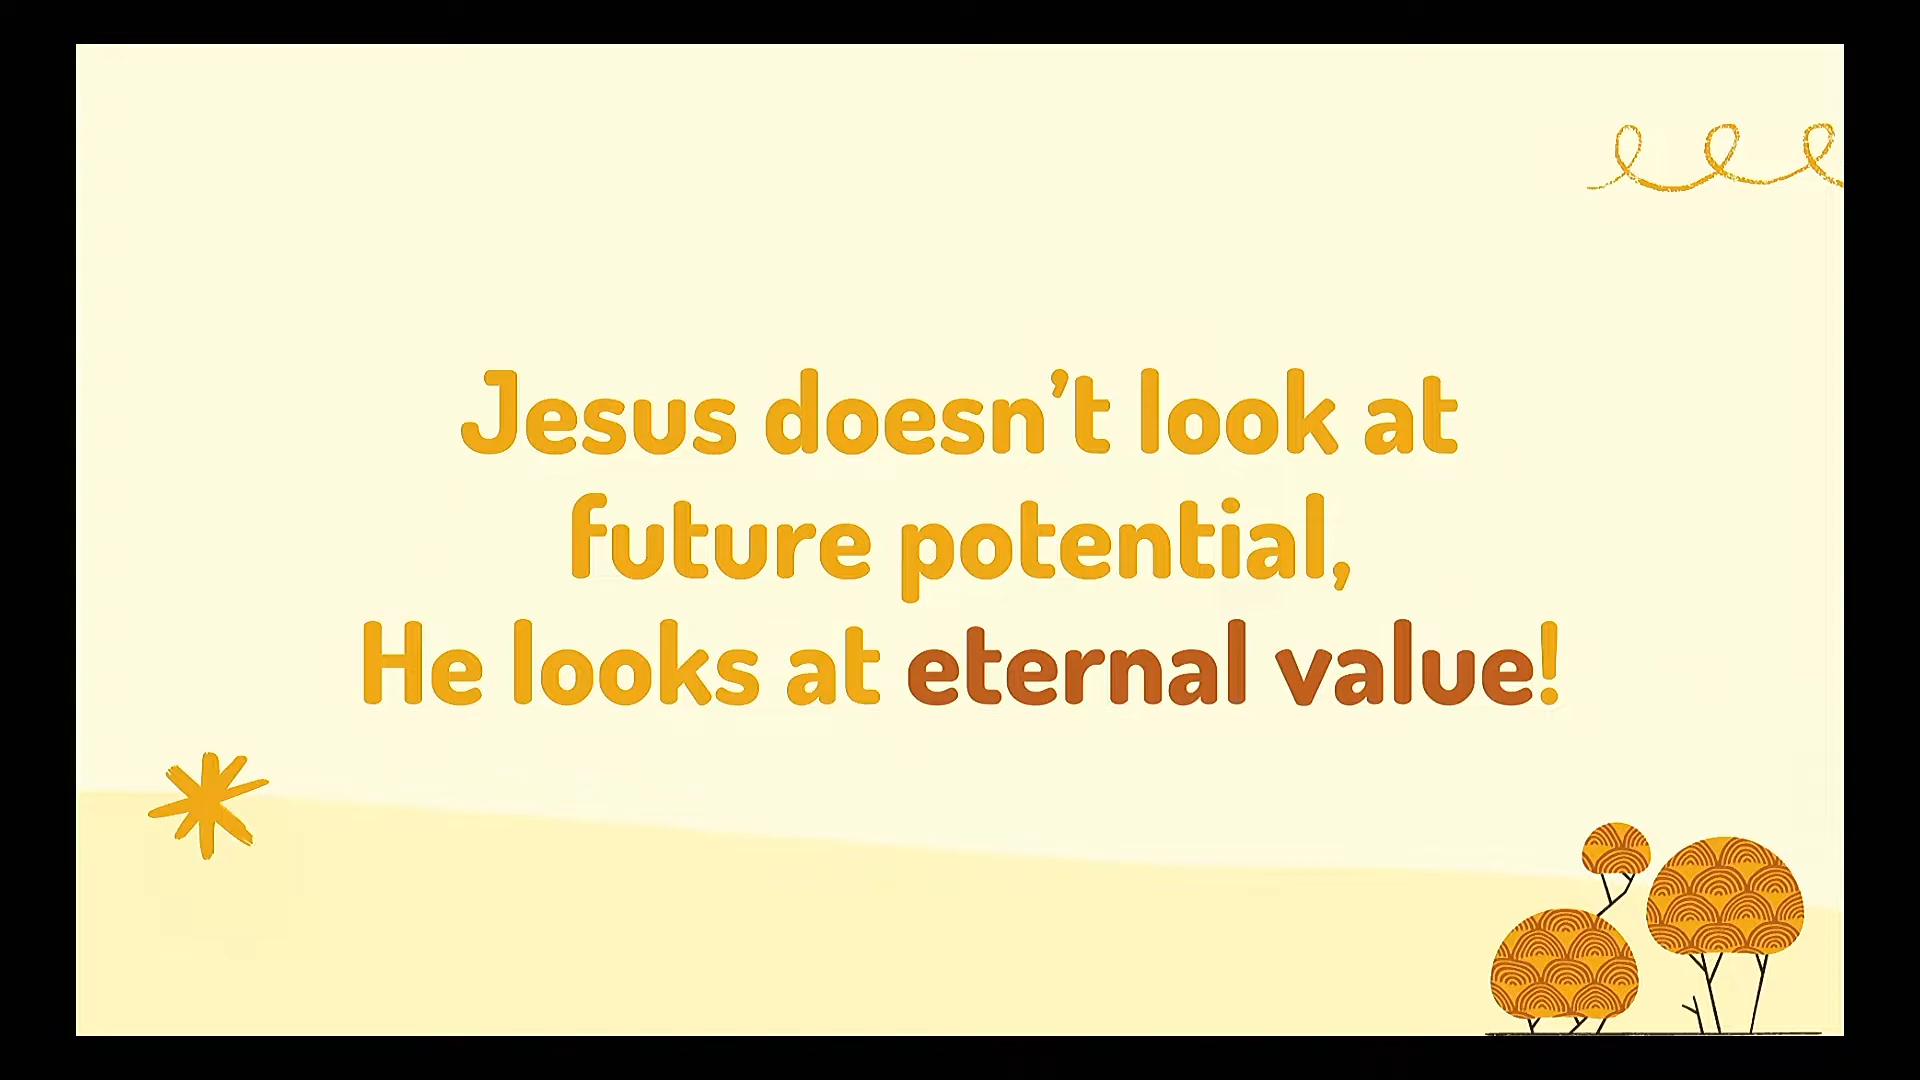 Jesus doesn’t look at
future potential,
He looks at eternal value!